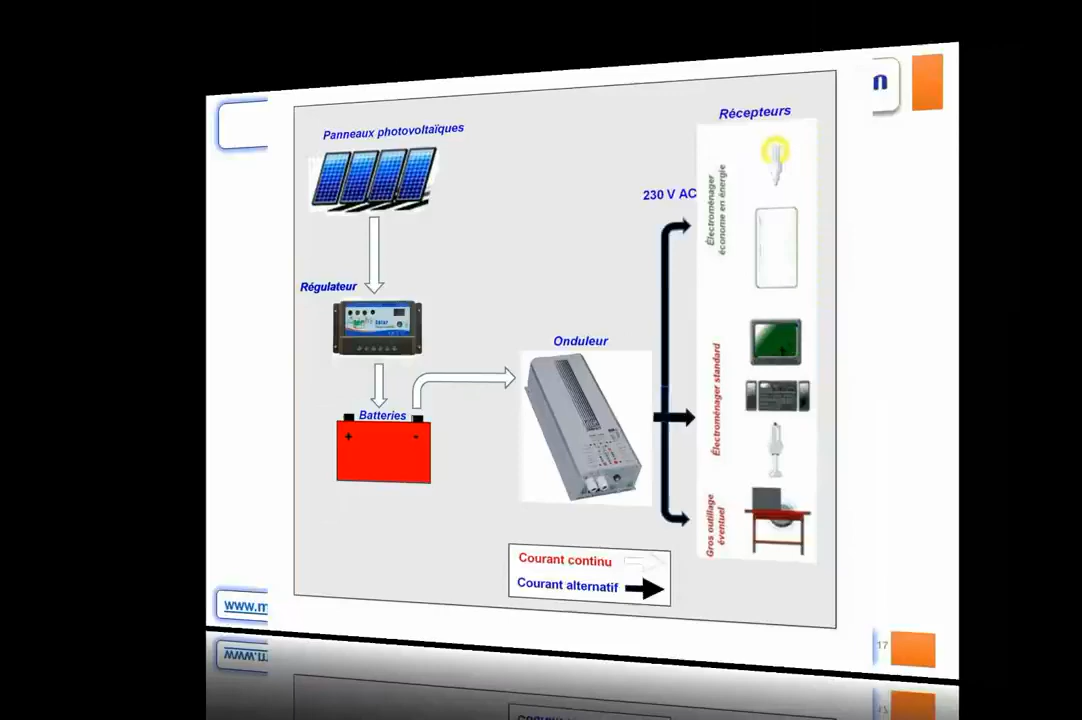 n
Récepteurs
Panneaux photovoltaïques
230 V AC
Électroménager
économe en énergie
Régulateur
Onduleur
Électroménager standard
Batteries
+ -
Gros outillage
éventuel
Courant continu
Courant alternatif
www.m
17